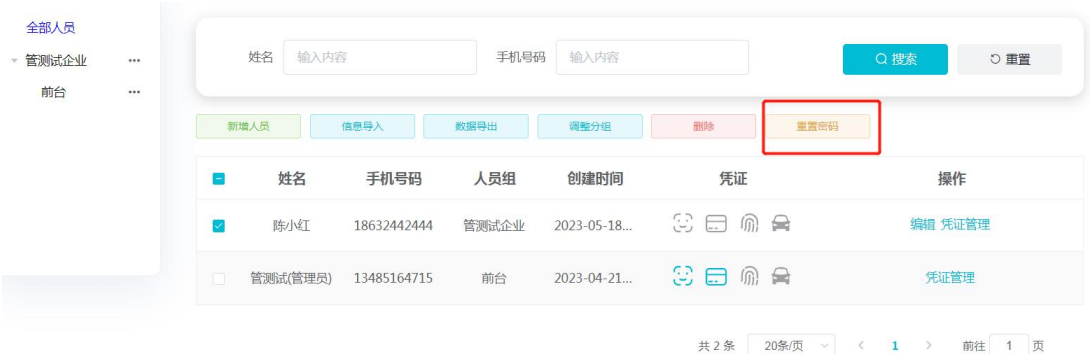 全部人员
管测试企业 •••
前台 •••
姓名 输入内容 手机号码 输入内容 搜索 重置
新增人员 信息导入 数据导出 调整分组 删除 重置密码
姓名 手机号码 人员组 创建时间 凭证 操作
陈小红 18632442444 管测试企业 2023-05-18... 编辑 凭证管理
管测试(管理员) 13485164715 前台 2023-04-21... 凭证管理
共 2 条 20条/页 < 1 > 前往 1 页